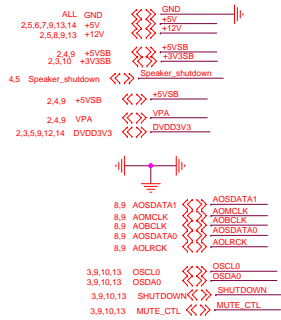 ALL GND GND
2,5,6,7,9,13,14 +5V +5V
2,5,8,9,13 +12V +12V
2,4,9 +5VSB +5VSB
2,3,10 +3V3SB +3V3SB
4,5 Speaker_shutdown Speaker_shutdown
2,4,9 +5VSB +5VSB
2,4,9 VPA VPA
2,3,5,9,12,14 DVDD3V3 DVDD3V3
8,9 AOSDATA1 AOSDATA1
8,9 AOMCLK AOMCLK
8,9 AOBCLK AOBCLK
8,9 AOSDATA0 AOSDATA0
8,9 AOLRCK AOLRCK
3,9,10,13 OSCL0 OSCL0
3,9,10,13 OSDA0 OSDA0
3,9,10,13 SHUTDOWN SHUTDOWN
3,9,10,13 MUTE_CTL MUTE_CTL